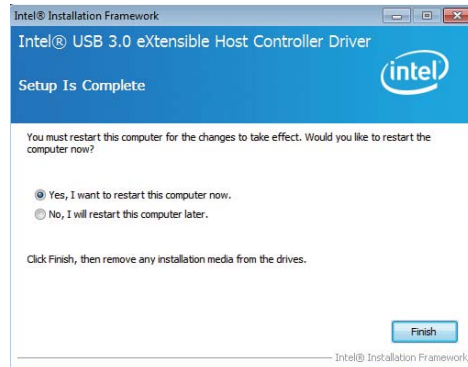 Intel® Installation Framework
Intel® USB 3.0 eXtensible Host Controller Driver
Setup Is Complete
intel
You must restart this computer for the changes to take effect. Would you like to restart the
computer now?
Yes, I want to restart this computer now.
No, I will restart this computer later.
Click Finish, then remove any installation media from the drives.
Finish
Intel® Installation Framework